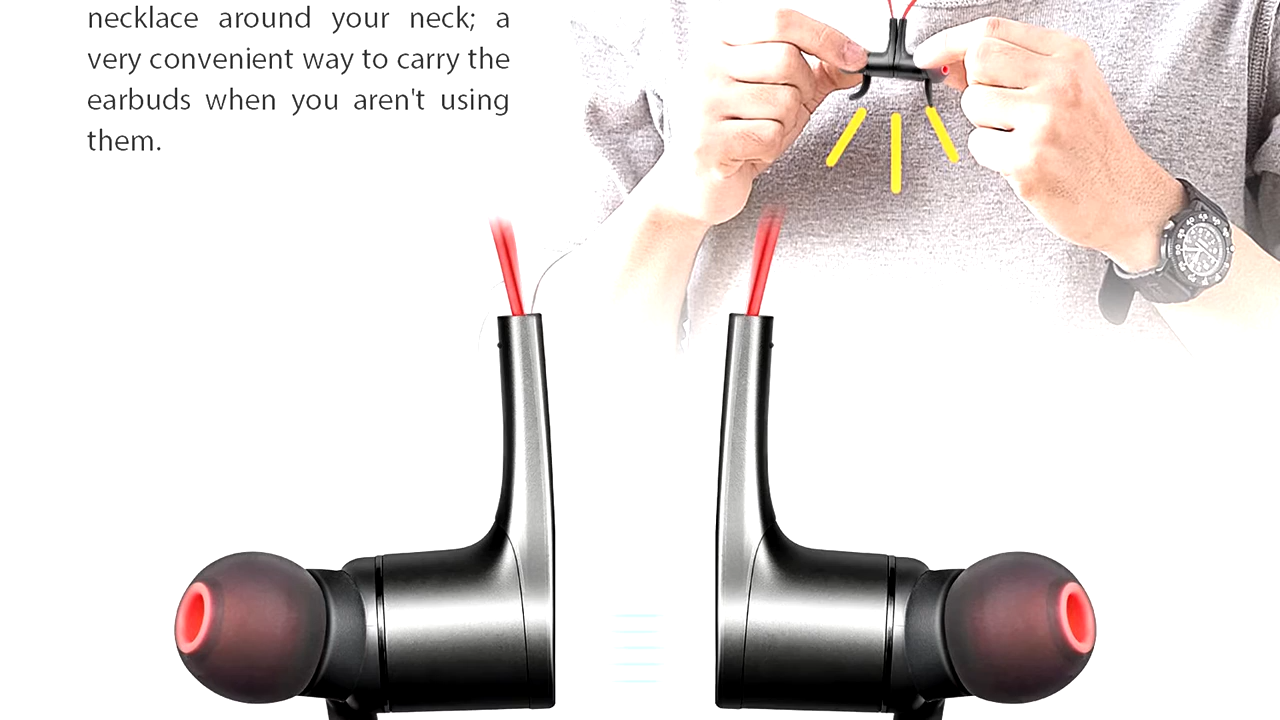 necklace around your neck; a
very convenient way to carry the
earbuds when you aren't using
them.